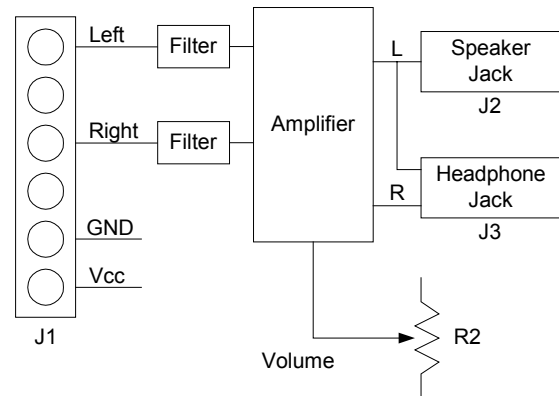 Left
Filter
Right
Filter
GND
Vcc
J1
Amplifier
L
R
Speaker
Jack
J2
Headphone
Jack
J3
Volume
R2